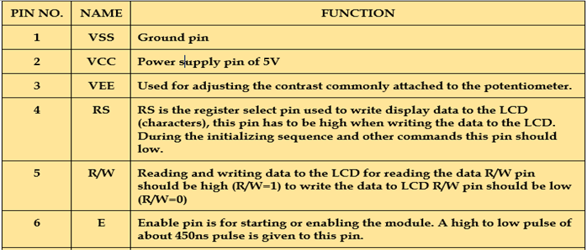 PIN NO. NAME FUNCTION
1 VSS Ground pin
2 VCC Power supply pin of 5V
3 VEE Used for adjusting the contrast commonly attached to the potentiometer.
4 RS RS is the register select pin used to write display data to the LCD
(characters), this pin has to be high when writing the data to the LCD.
During the initializing sequence and other commands this pin should
low.
5 R/W Reading and writing data to the LCD for reading the data R/W pin
should be high (R/W=1) to write the data to LCD R/W pin should be low
(R/W=0)
6 E Enable pin is for starting or enabling the module. A high to low pulse of
about 450ns pulse is given to this pin.